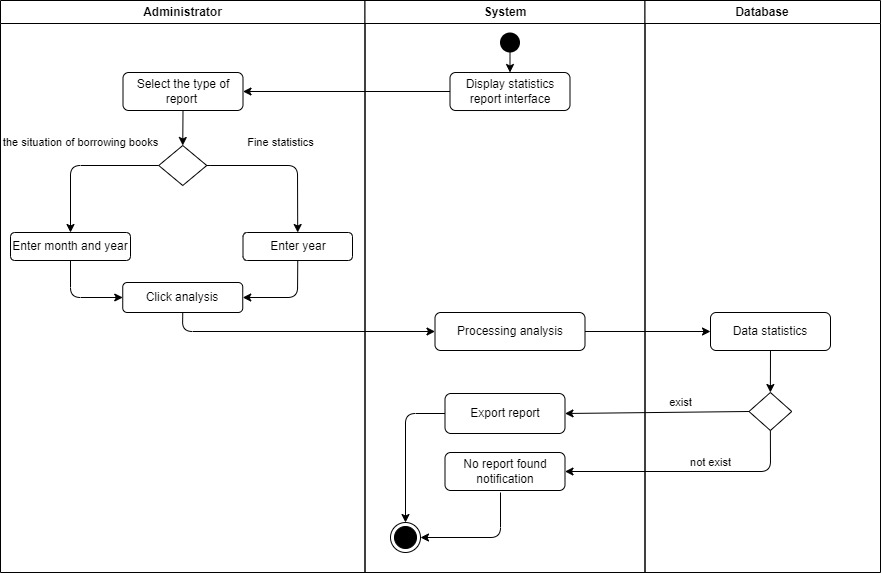 Administrator
System
Database
Display statistics
report interface
Select the type of
report
the situation of borrowing books
Fine statistics
Enter month and year
Enter year
Click analysis
Processing analysis
Data statistics
exist
Export report
not exist
No report found
notification